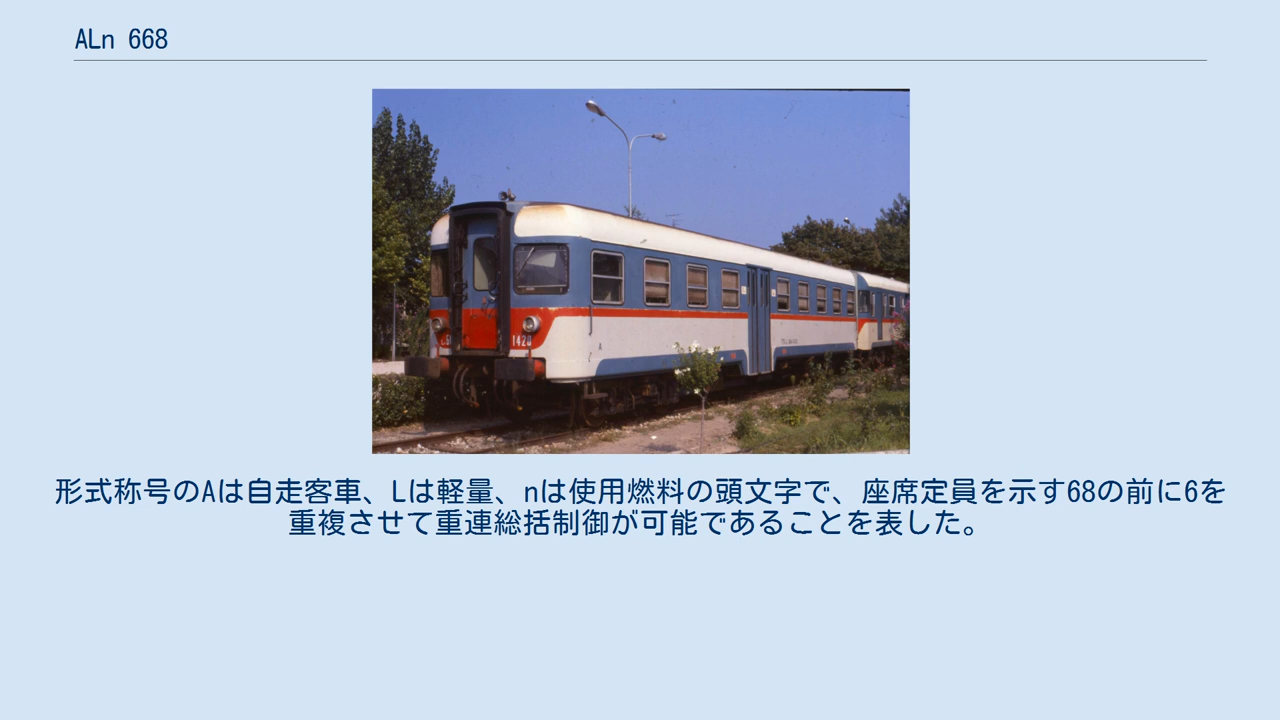 ALn 668
1420
形式称号のAは自走客車、Lは軽量、nは使用燃料の頭文字で、座席定員を示す68の前に6を
重複させて重連総括制御が可能であることを表した。